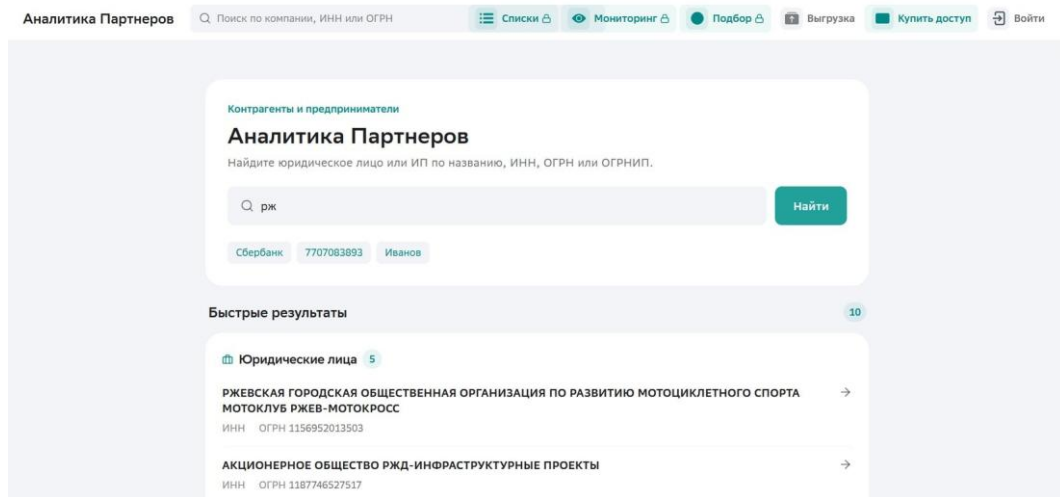 Аналитика Партнеров Поиск по компании, ИНН или ОГРН Списки Мониторинг Подбор Выгрузка Купить доступ Войти
Контрагенты и предприниматели
Аналитика Партнеров
Найдите юридическое лицо или ИП по названию, ИНН, ОГРН или ОГРНИП.
рж Найти
Сбербанк 7707083893 Иванов
Быстрые результаты 10
Юридические лица 5
РЖЕВСКАЯ ГОРОДСКАЯ ОБЩЕСТВЕННАЯ ОРГАНИЗАЦИЯ ПО РАЗВИТИЮ МОТОЦИКЛЕТНОГО СПОРТА
МОТОКЛУБ РЖЕВ-МОТОКРОСС
ИНН ОГРН 1156952013503
АКЦИОНЕРНОЕ ОБЩЕСТВО РЖД-ИНФРАСТРУКТУРНЫЕ ПРОЕКТЫ
ИНН ОГРН 1187746527517